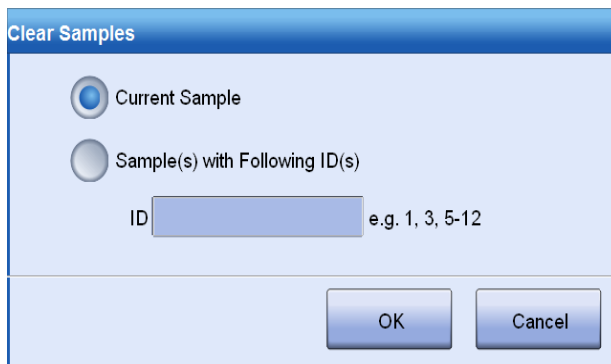 Clear Samples
Current Sample
Sample(s) with Following ID(s)
ID e.g. 1, 3, 5-12
OK Cancel